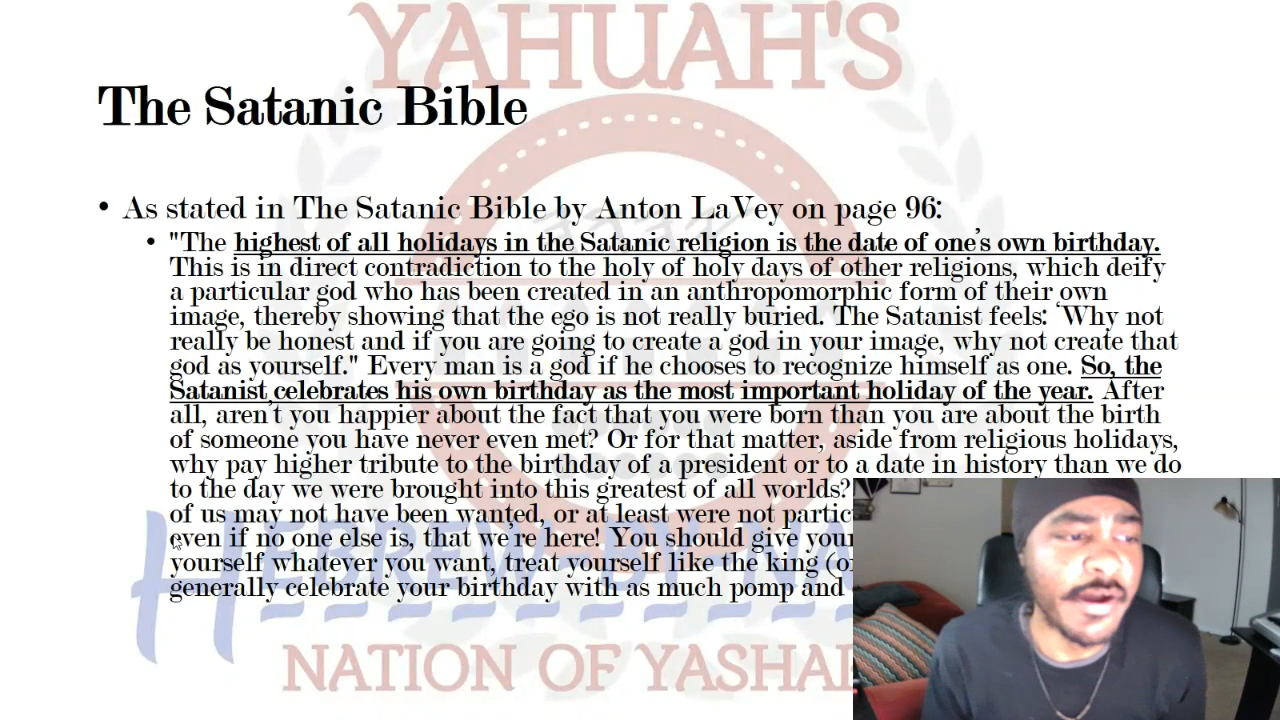 YAHUAH'S
The Satanic Bible
• As stated in The Satanic Bible by Anton LaVey on page 96:
• "The highest of all holidays in the Satanic religion is the date of one's own birthday.
This is in direct contradiction to the holy of holy days of other religions, which deify
a particular god who has been created in an anthropomorphic form of their own
image, thereby showing that the ego is not really buried. The Satanist feels: 'Why not
really be honest and if you are going to create a god in your image, why not create that
god as yourself." Every man is a god if he chooses to recognize himself as one. So, the
Satanist celebrates his own birthday as the most important holiday of the year. After
all, aren't you happier about the fact that you were born than you are about the birth
of someone you have never even met? Or for that matter, aside from religious holidays,
why pay higher tribute to the birthday of a president or to a date in history than we do
to the day we were brought into this greatest of all worlds?
of us may not have been wanted, or at least were not
even if no one else is, that we're here! You should give
yourself whatever you want, treat yourself like the king
generally celebrate your birthday with as much pomp and
NATION OF